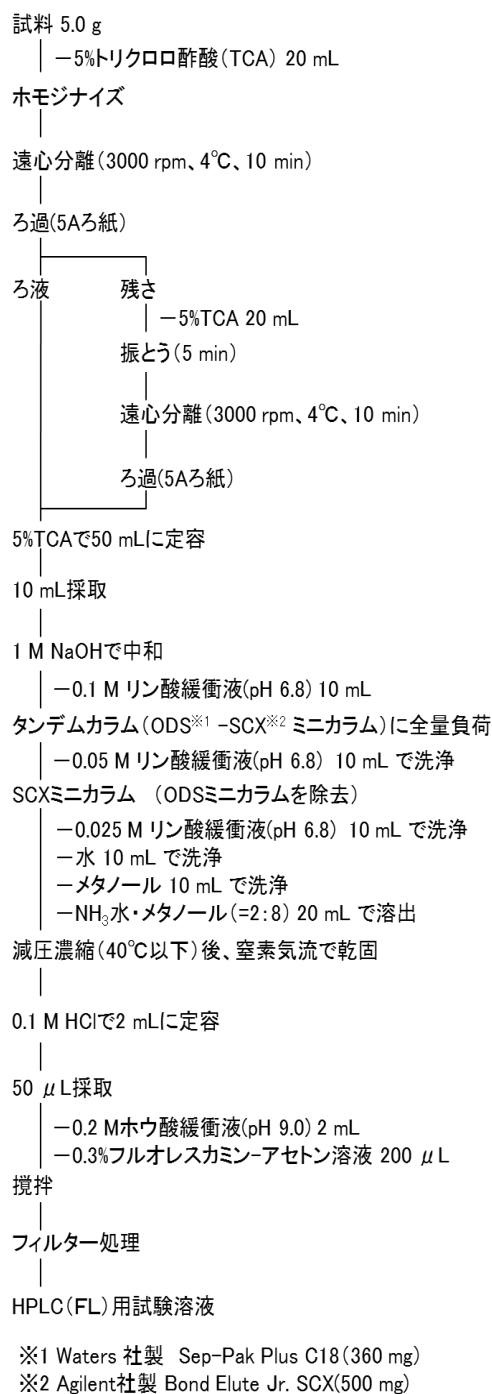 試料 5.0 g
－5%トリクロロ酢酸（TCA） 20 mL
ホモジナイズ
遠心分離（3000 rpm、4℃、10 min）
ろ過(5Aろ紙）
ろ液　残さ
－5%TCA 20 mL
振とう（5 min）
遠心分離（3000 rpm、4℃、10 min）
ろ過(5Aろ紙）
5%TCAで50 mLに定容
10 mL採取
1 M NaOHで中和
－0.1 M リン酸緩衝液(pH 6.8) 10 mL
タンデムカラム（ODS※1 -SCX※2 ミニカラム）に全量負荷
－0.05 M リン酸緩衝液(pH 6.8) 10 mL で洗浄
SCXミニカラム （ODSミニカラムを除去）
－0.025 M リン酸緩衝液(pH 6.8) 10 mL で洗浄
－水 10 mL で洗浄
－メタノール 10 mL で洗浄
－NH3水・メタノール（=2:8） 20 mL で溶出
減圧濃縮（40℃以下）後、窒素気流で乾固
0.1 M HClで2 mLに定容
50 μL採取
－0.2 Mホウ酸緩衝液(pH 9.0) 2 mL
－0.3%フルオレスカミン-アセトン溶液 200 μL
撹拌
フィルター処理
HPLC（FL）用試験溶液
※1 Waters 社製 Sep-Pak Plus C18（360 mg）
※2 Agilent社製 Bond Elute Jr. SCX(500 mg)